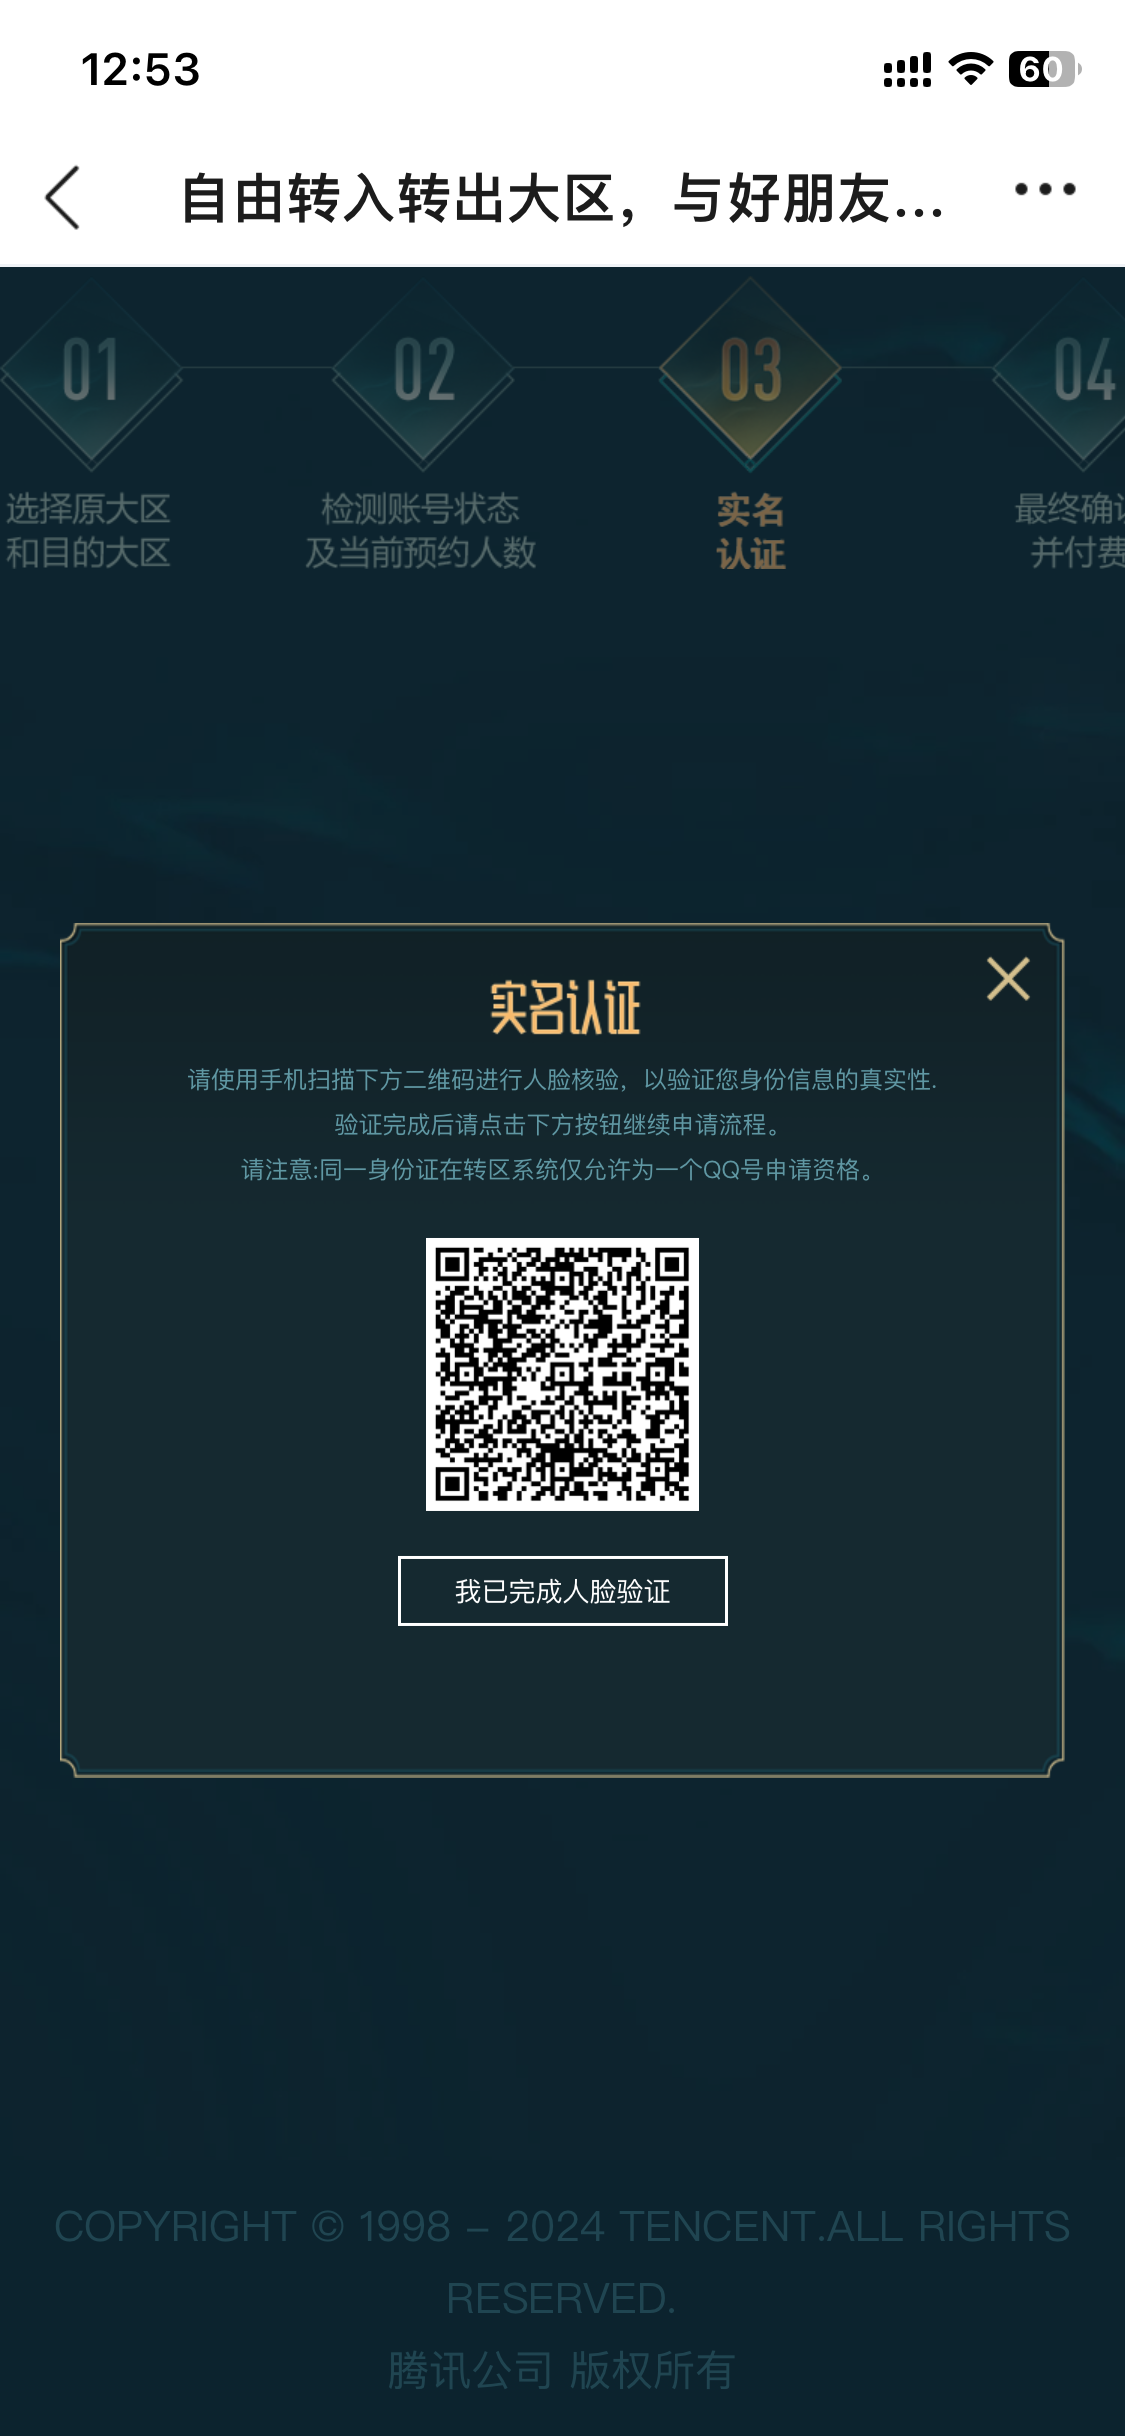 12:53
60
自由转入转出大区，与好朋友...
01
02
03
04
选择原大区
和目的大区
检测账号状态
及当前预约人数
实名
认证
最终确
并付费
实名认证
请使用手机扫描下方二维码进行人脸核验，以验证您身份信息的真实性.
验证完成后请点击下方按钮继续申请流程。
请注意:同一身份证在转区系统仅允许为一个QQ号申请资格。
我已完成人脸验证
COPYRIGHT © 1998 – 2024 TENCENT.ALL RIGHTS
RESERVED.
腾讯公司 版权所有